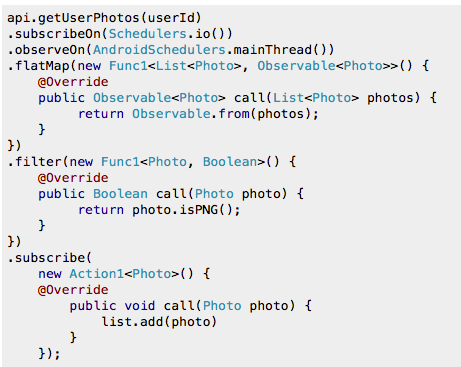 api.getUserPhotos(userId)
.subscribeOn(Schedulers.io())
.observeOn(AndroidSchedulers.mainThread())
.flatMap(new Func1<List<Photo>, Observable<Photo>>() {
    @Override
    public Observable<Photo> call(List<Photo> photos) {
         return Observable.from(photos);
    }
})
.filter(new Func1<Photo, Boolean>() {
    @Override
    public Boolean call(Photo photo) {
         return photo.isPNG();
    }
})
.subscribe(
    new Action1<Photo>() {
    @Override
        public void call(Photo photo) {
            list.add(photo)
        }
    });